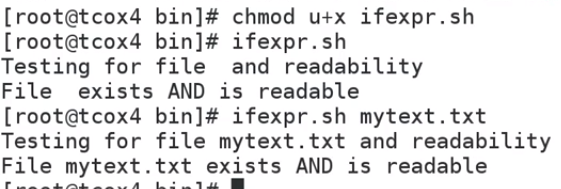 [root@tcox4 bin]# chmod u+x ifexpr.sh
[root@tcox4 bin]# ifexpr.sh
Testing for file  and readability
File  exists AND is readable
[root@tcox4 bin]# ifexpr.sh mytext.txt
Testing for file mytext.txt and readability
File mytext.txt exists AND is readable
[root@tcox4 bin]#